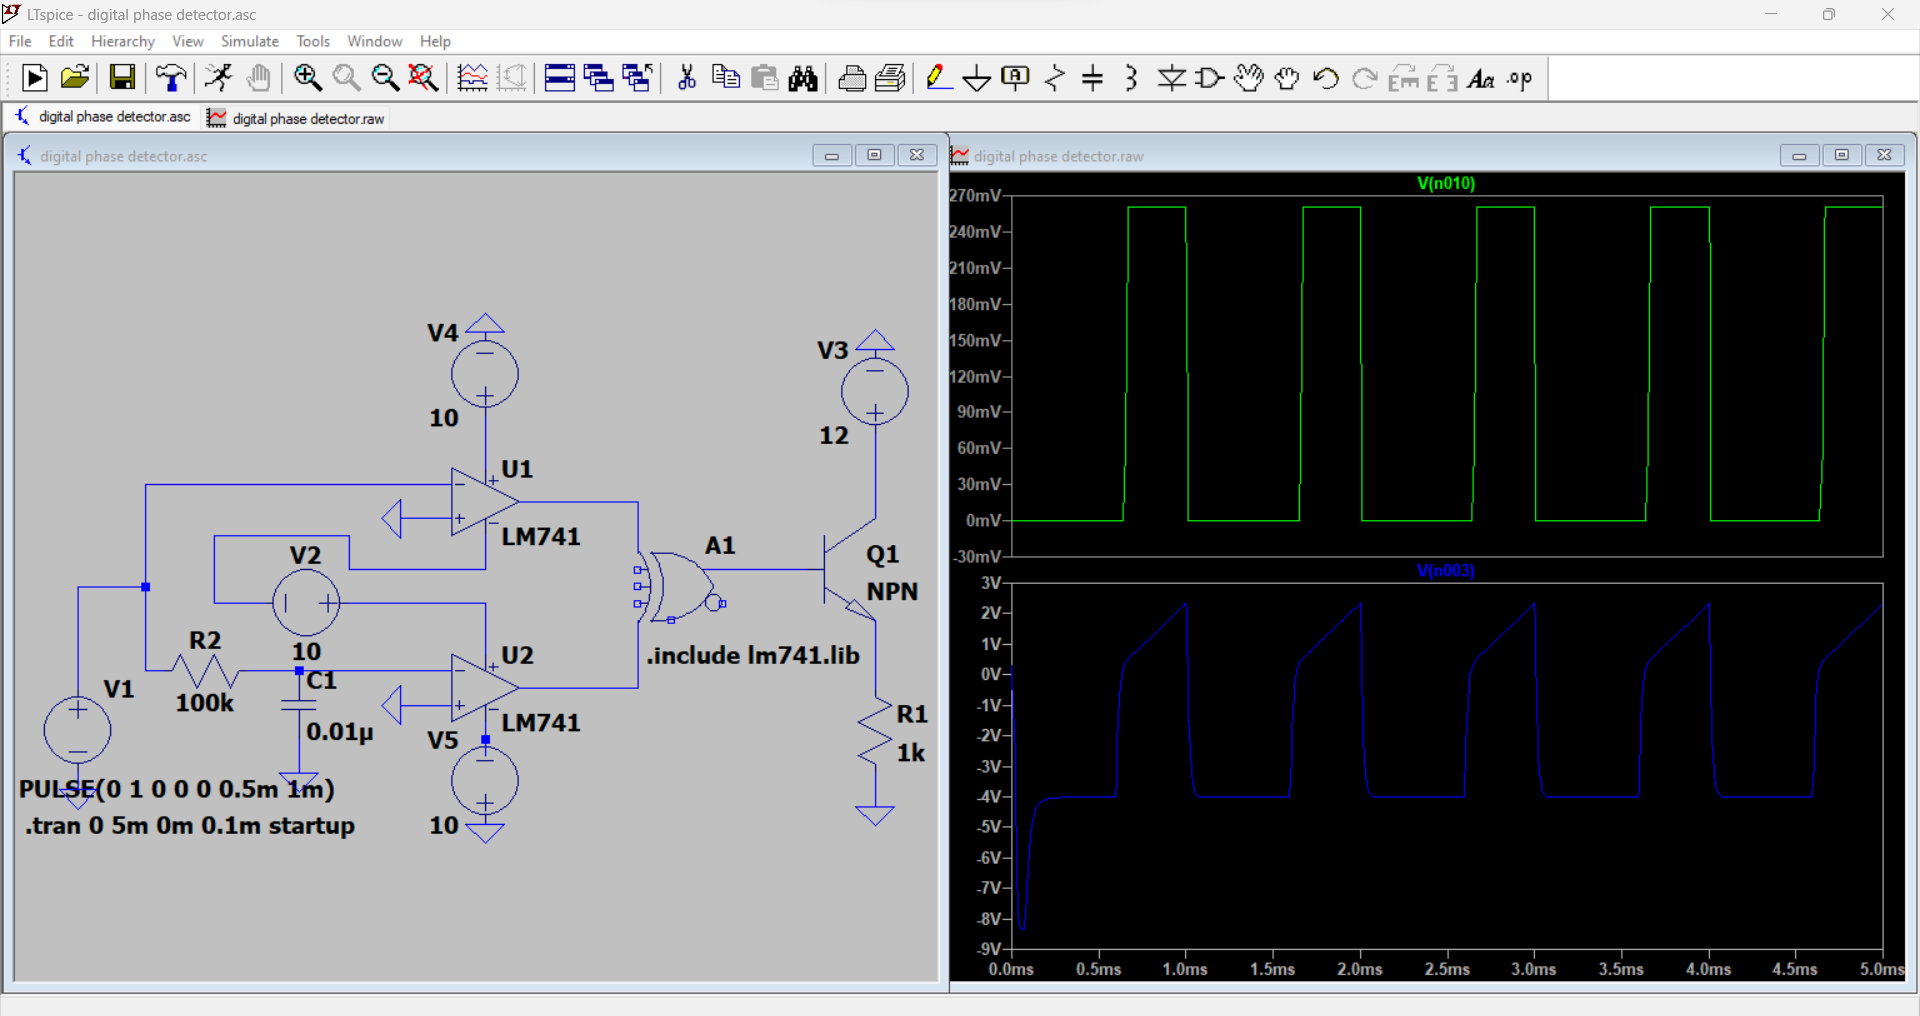 LTspice - digital phase detector.asc
File Edit Hierarchy View Simulate Tools Window Help
A
Aa .op
digital phase detector.asc digital phase detector.raw
digital phase detector.asc
V4
10
V3
12
U1
LM741
V2
10
A1
Q1
NPN
R2
100k
C1
0.01µ
U2
LM741
.include lm741.lib
V1
V5
10
R1
1k
PULSE(0 1 0 0 0 0.5m 1m)
.tran 0 5m 0m 0.1m startup
digital phase detector.raw
V(n010)
270mV
240mV
210mV
180mV
150mV
120mV
90mV
60mV
30mV
0mV
-30mV
V(n003)
3V
2V
1V
0V
-1V
-2V
-3V
-4V
-5V
-6V
-7V
-8V
-9V
0.0ms 0.5ms 1.0ms 1.5ms 2.0ms 2.5ms 3.0ms 3.5ms 4.0ms 4.5ms 5.0ms